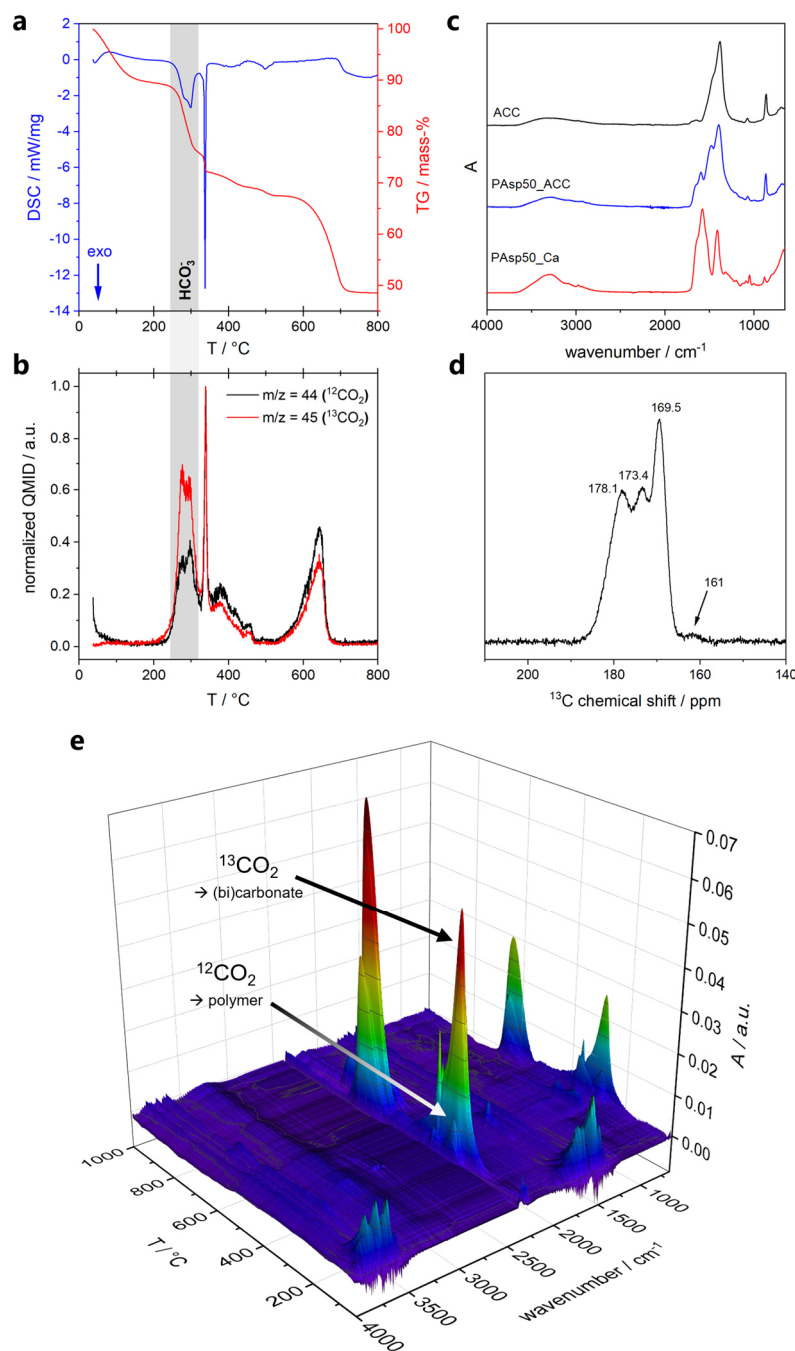 a
2
0
-2
-4
-6
-8
-10
-12
-14
DSC / mW/mg
exo
HCO₃⁻
100
90
80
70
60
50
TG / mass-%
0 200 400 600 800
T / °C
b
1.0
0.8
0.6
0.4
0.2
0.0
normalized QMID / a.u.
m/z = 44 (¹²CO₂)
m/z = 45 (¹³CO₂)
0 200 400 600 800
T / °C
c
A
ACC
PAsp50_ACC
PAsp50_Ca
4000 3000 2000 1000
wavenumber / cm⁻¹
d
178.1
173.4
169.5
161
200 180 160 140
¹³C chemical shift / ppm
e
¹³CO₂
→ (bi)carbonate
¹²CO₂
→ polymer
0.07
0.06
0.05
0.04
0.03
0.02
0.01
0.00
A / a.u.
1000
800
600
400
200
T / °C
4000
3500
3000
2500
2000
1500
1000
wavenumber / cm⁻¹